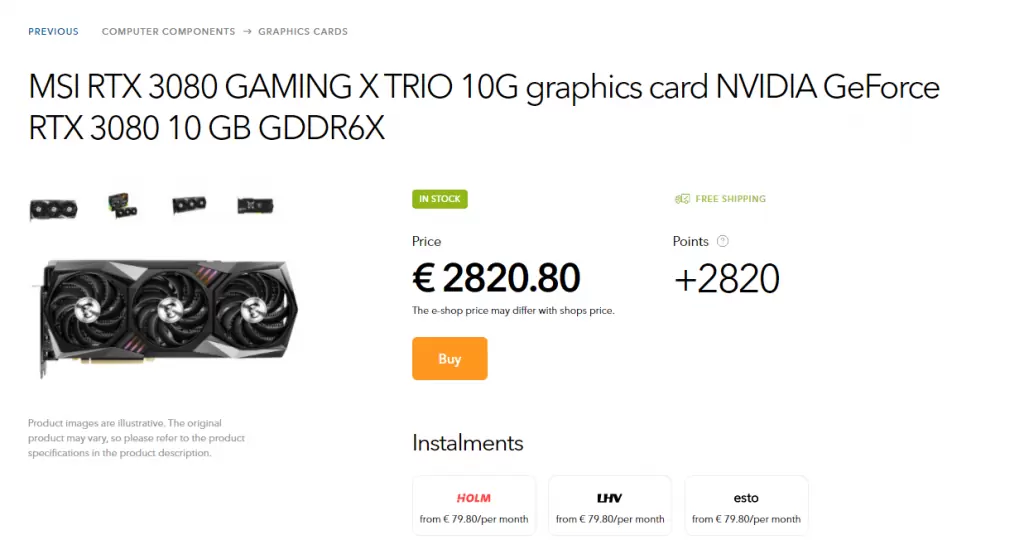 PREVIOUS COMPUTER COMPONENTS → GRAPHICS CARDS
MSI RTX 3080 GAMING X TRIO 10G graphics card NVIDIA GeForce
RTX 3080 10 GB GDDR6X
IN STOCK
FREE SHIPPING
Price
€ 2820.80
The e-shop price may differ with shops price.
Points ?
+2820
Buy
Product images are illustrative. The original
product may vary, so please refer to the product
specifications in the product description.
Instalments
HOLM
from € 79.80/per month
LHV
from € 79.80/per month
esto
from € 79.80/per month